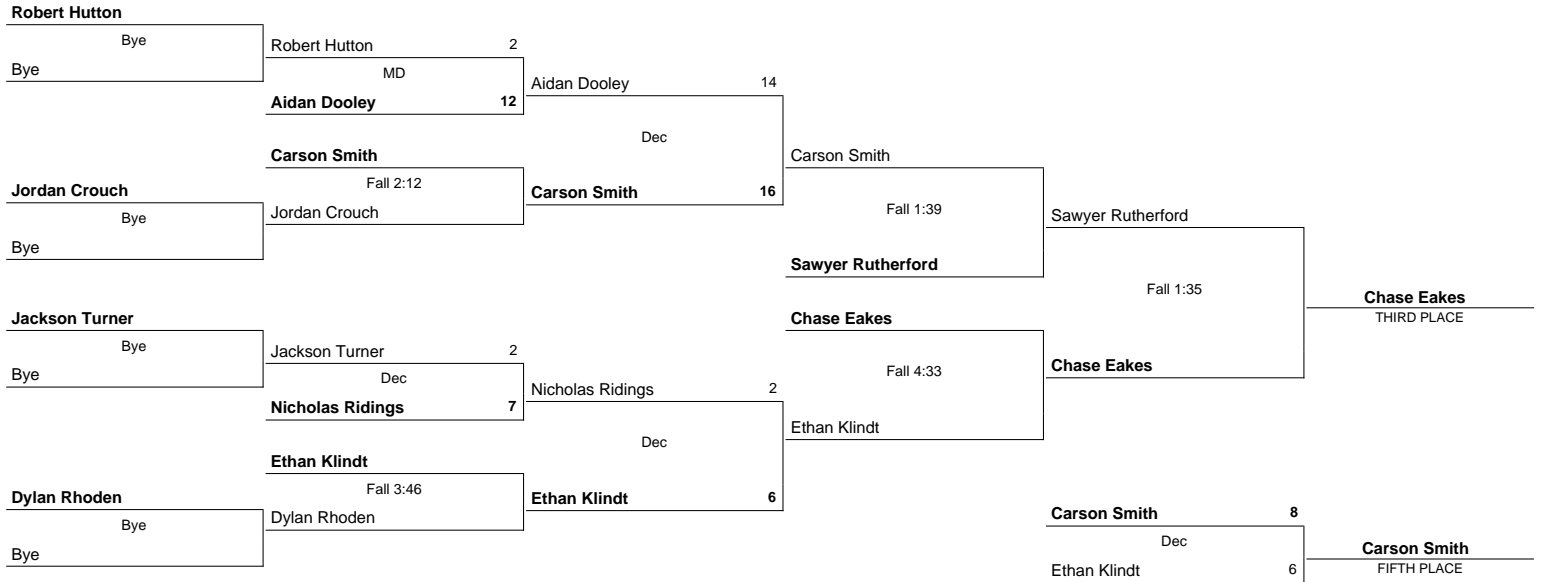 Robert Hutton
Bye
Bye
Jordan Crouch
Bye
Bye
Jackson Turner
Bye
Bye
Dylan Rhoden
Bye
Bye
Robert Hutton 2
MD
Aidan Dooley 12
Carson Smith
Fall 2:12
Jordan Crouch
Jackson Turner 2
Dec
Nicholas Ridings 7
Ethan Klindt
Fall 3:46
Dylan Rhoden
Aidan Dooley 14
Dec
Carson Smith 16
Nicholas Ridings 2
Dec
Ethan Klindt 6
Carson Smith
Fall 1:39
Sawyer Rutherford
Chase Eakes
Fall 4:33
Ethan Klindt
Sawyer Rutherford
Fall 1:35
Chase Eakes
Chase Eakes
THIRD PLACE
Carson Smith 8
Dec
Ethan Klindt 6
Carson Smith
FIFTH PLACE